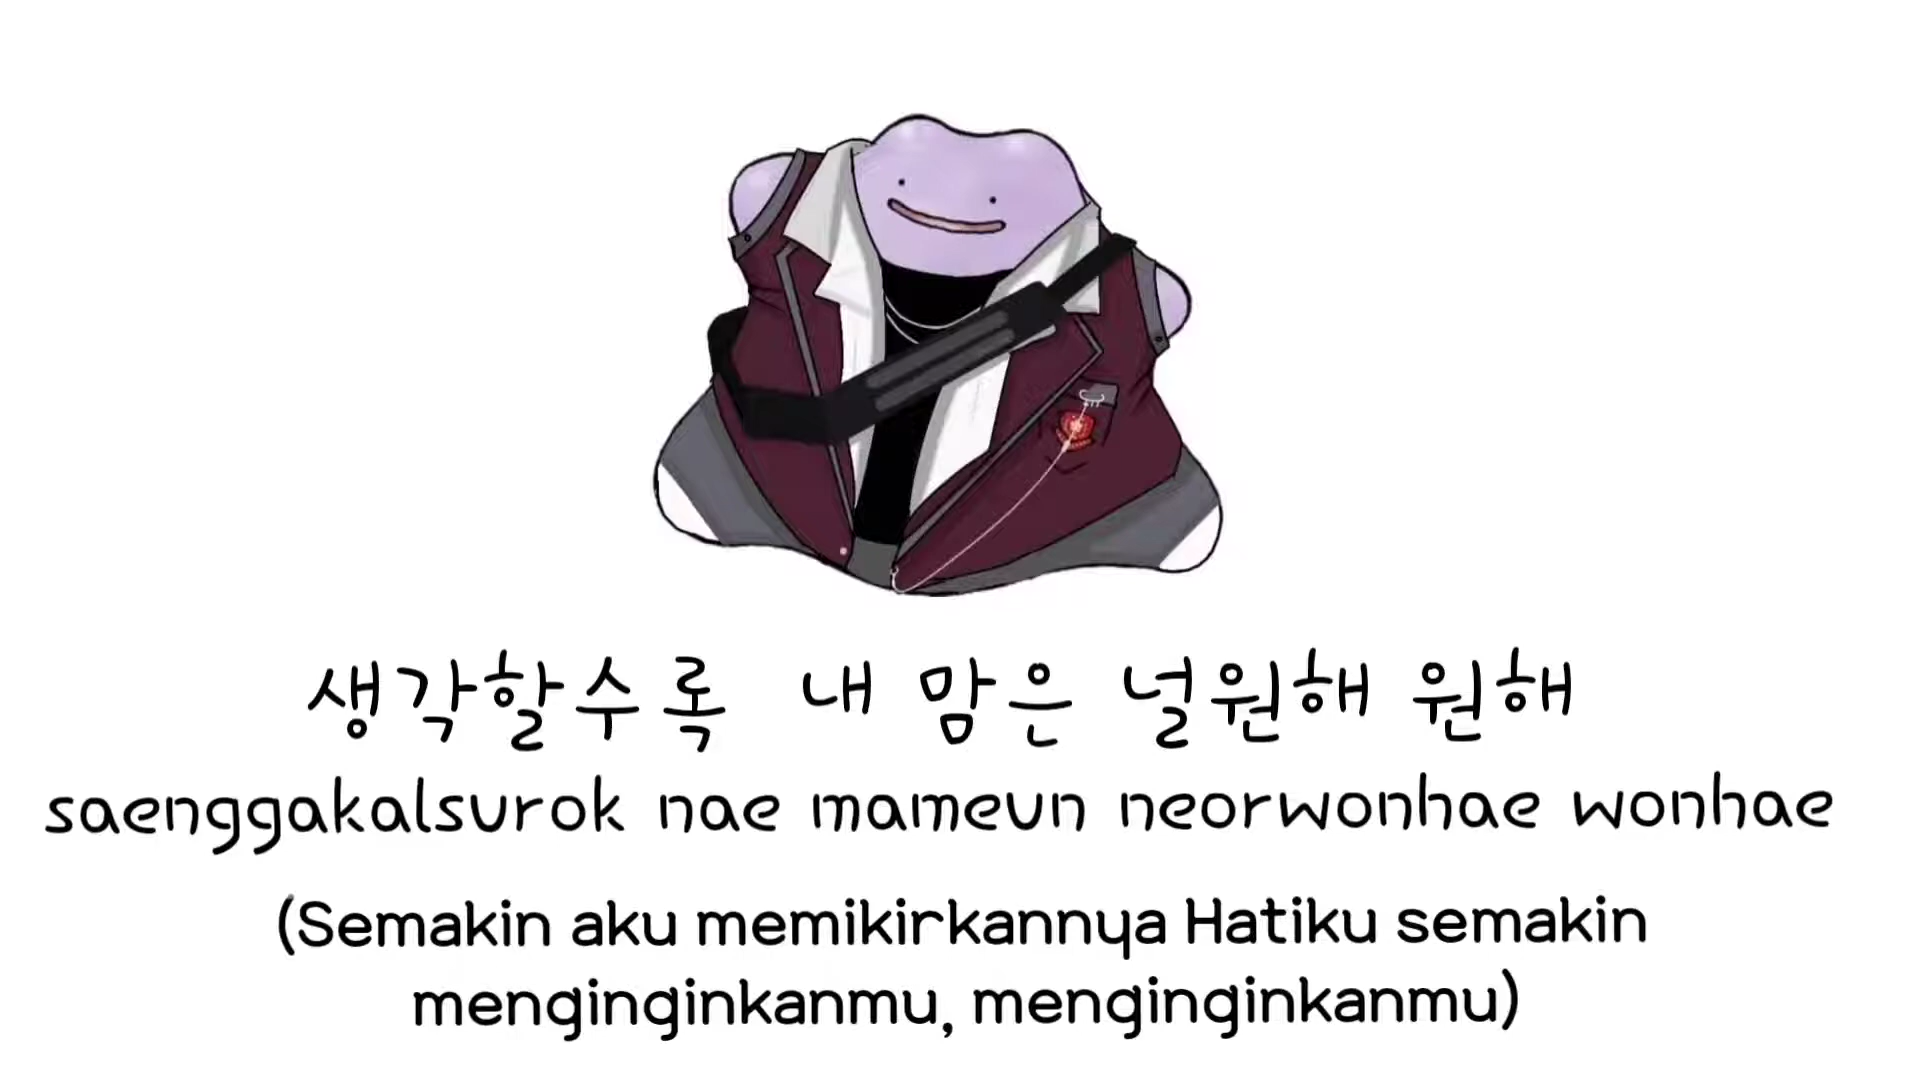 생각할수록 내 맘은 널원해 원해
saenggakalsurok nae mameun neorwonhae wonhae
(Semakin aku memikirkannya Hatiku semakin
menginginkanmu, menginginkanmu)